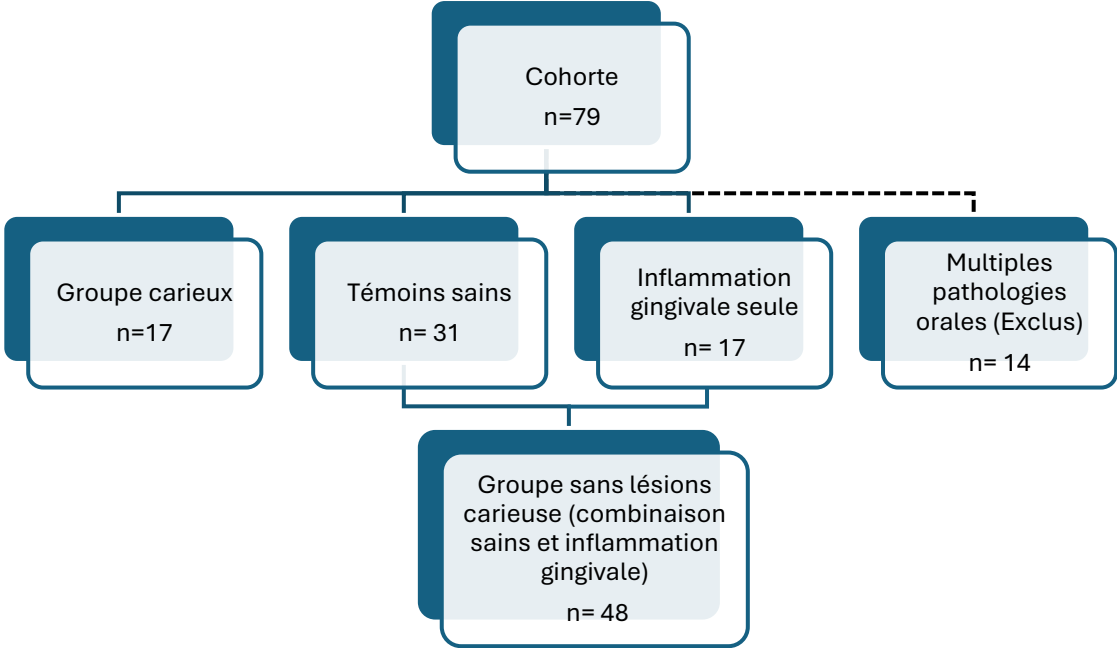 Cohorte
n=79
Groupe carieux
n=17
Témoins sains
n= 31
Inflammation
gingivale seule
n= 17
Multiples
pathologies
orales (Exclus)
n= 14
Groupe sans lésions
carieuse (combinaison
sains et inflammation
gingivale)
n= 48